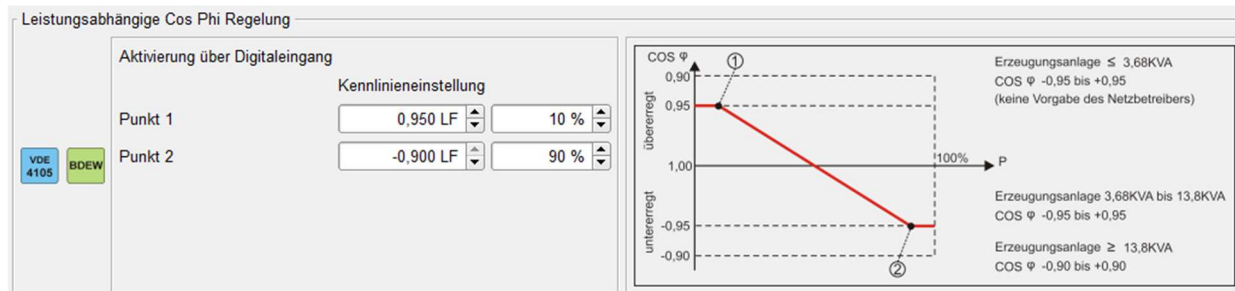 Leistungsabhängige Cos Phi Regelung
Aktivierung über Digitaleingang
Kennlinieneinstellung
Punkt 1 0,950 LF 10 %
Punkt 2 -0,900 LF 90 %
VDE
4105
BDEW
COS φ
0,90
0,95
1,00
-0,95
-0,90
übererregt
untererregt
1
2
100%
P
Erzeugungsanlage ≤ 3,68KVA
COS φ -0,95 bis +0,95
(keine Vorgabe des Netzbetreibers)
Erzeugungsanlage 3,68KVA bis 13,8KVA
COS φ -0,95 bis +0,95
Erzeugungsanlage ≥ 13,8KVA
COS φ -0,90 bis +0,90